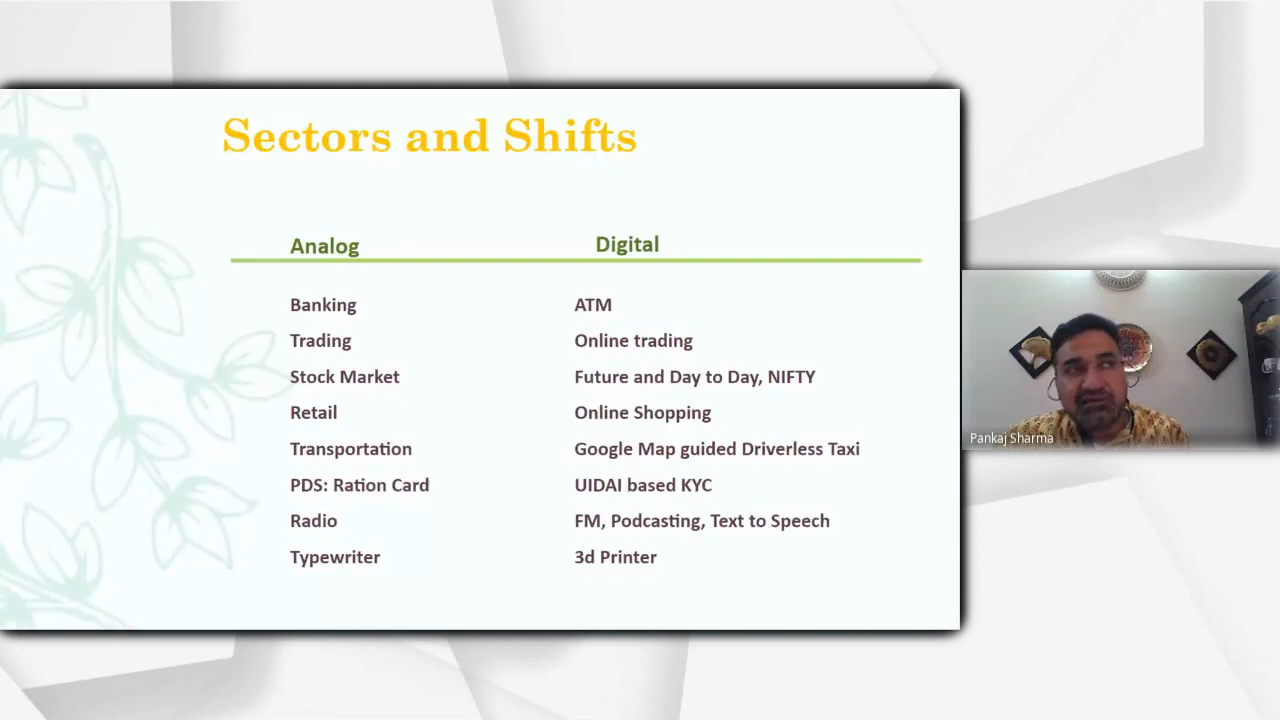 Sectors and Shifts
Analog Digital
Banking ATM
Trading Online trading
Stock Market Future and Day to Day, NIFTY
Retail Online Shopping
Transportation Google Map guided Driverless Taxi
PDS: Ration Card UIDAI based KYC
Radio FM, Podcasting, Text to Speech
Typewriter 3d Printer
Pankaj Sharma